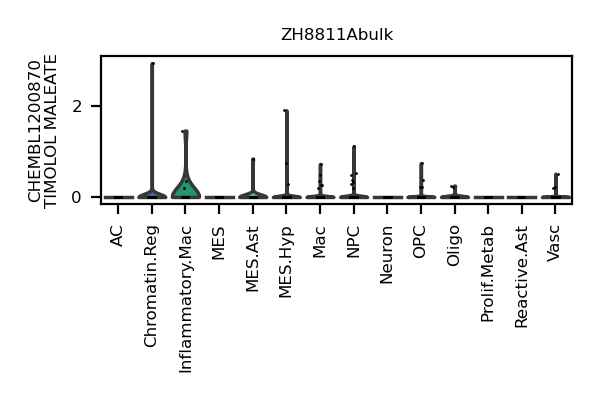 ZH8811Abulk
CHEMBL1200870
TIMOLOL MALEATE
2
0
AC
Chromatin.Reg
Inflammatory.Mac
MES
MES.Ast
MES.Hyp
Mac
NPC
Neuron
OPC
Oligo
Prolif.Metab
Reactive.Ast
Vasc